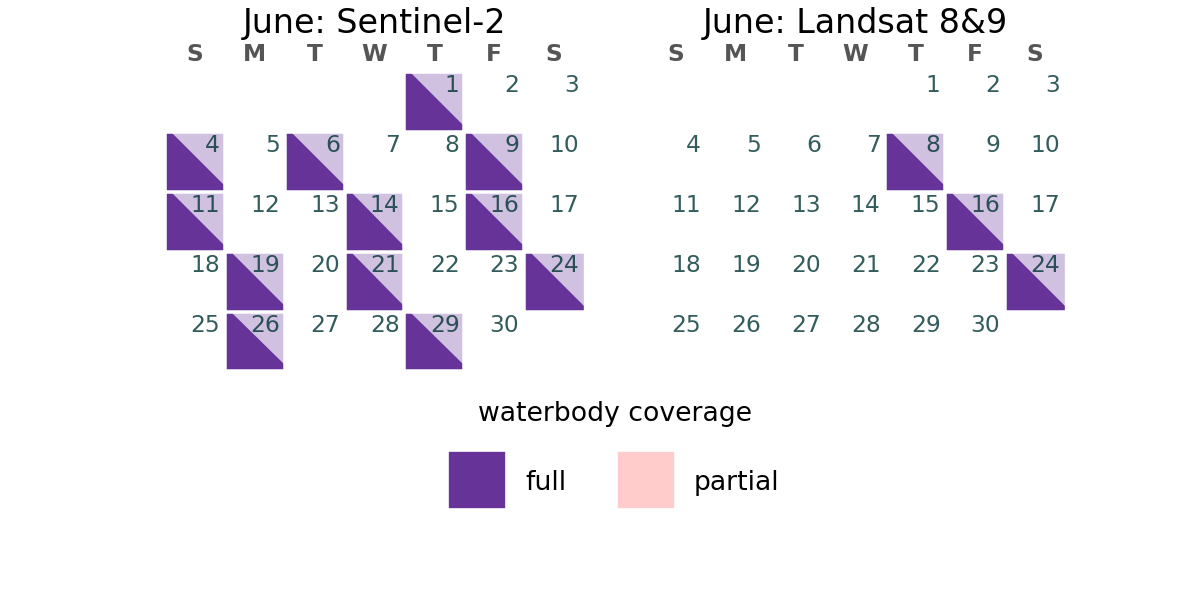 June: Sentinel-2
S M T W T F S
1 2 3
4 5 6 7 8 9 10
11 12 13 14 15 16 17
18 19 20 21 22 23 24
25 26 27 28 29 30
June: Landsat 8&9
S M T W T F S
1 2 3
4 5 6 7 8 9 10
11 12 13 14 15 16 17
18 19 20 21 22 23 24
25 26 27 28 29 30
waterbody coverage
full partial